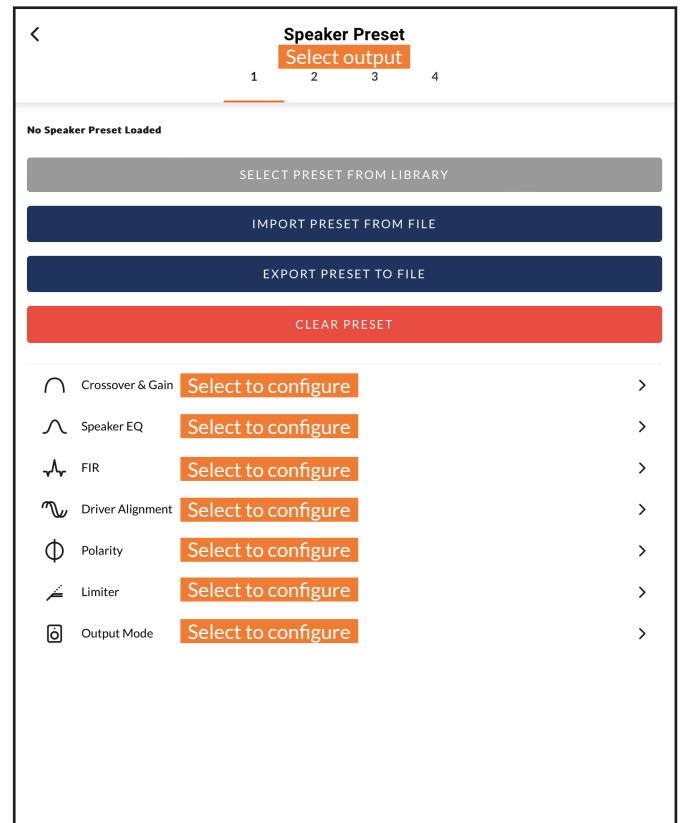 Speaker Preset
Select output
1 2 3 4
No Speaker Preset Loaded
SELECT PRESET FROM LIBRARY
IMPORT PRESET FROM FILE
EXPORT PRESET TO FILE
CLEAR PRESET
Crossover & Gain Select to configure
Speaker EQ Select to configure
FIR Select to configure
Driver Alignment Select to configure
Polarity Select to configure
Limiter Select to configure
Output Mode Select to configure